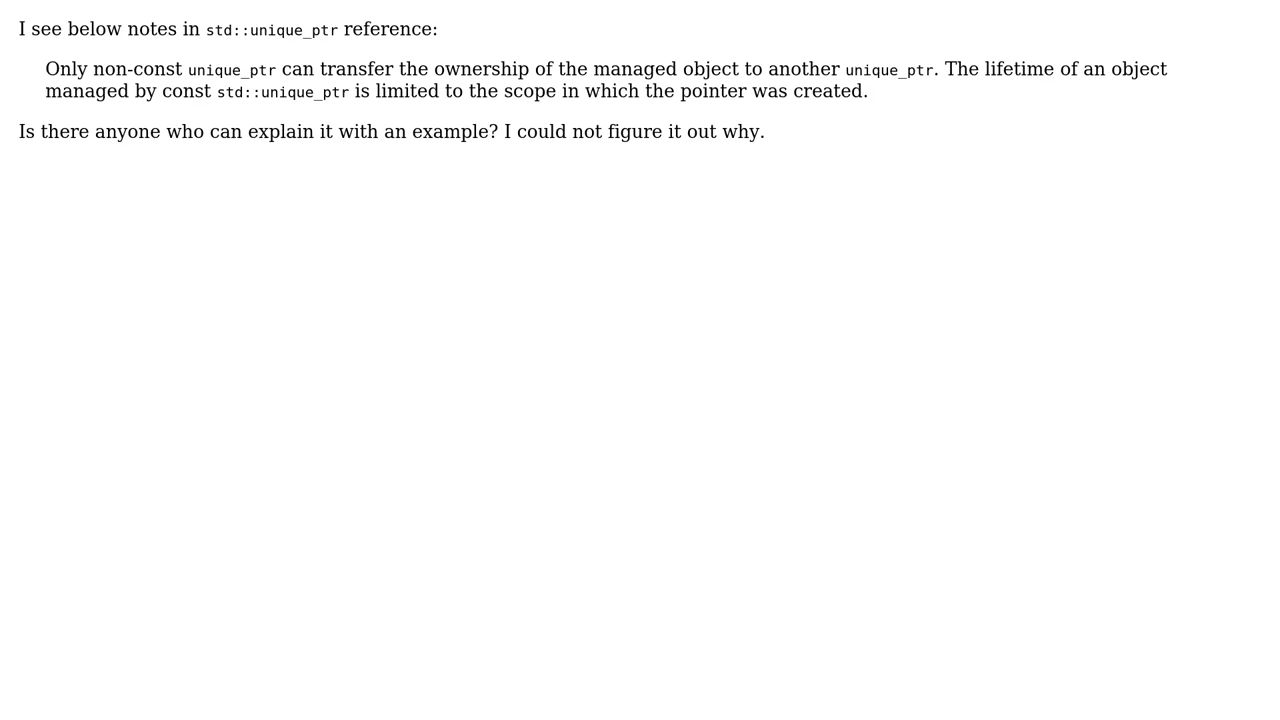 I see below notes in std::unique_ptr reference:
Only non-const unique_ptr can transfer the ownership of the managed object to another unique_ptr. The lifetime of an object
managed by const std::unique_ptr is limited to the scope in which the pointer was created.
Is there anyone who can explain it with an example? I could not figure it out why.